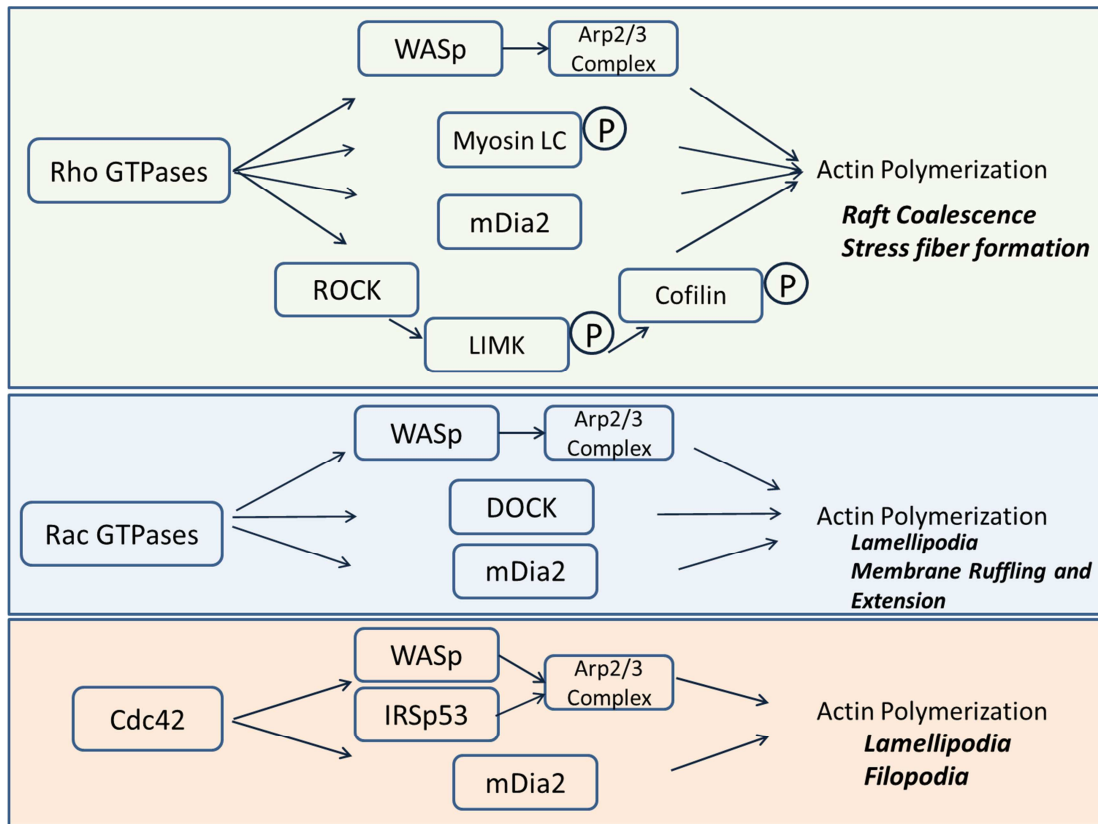 WASp
Arp2/3
Complex
Myosin LC
P
Rho GTPases
Actin Polymerization
mDia2
Raft Coalescence
Stress fiber formation
ROCK
Cofilin
P
LIMK
P
WASp
Arp2/3
Complex
DOCK
Rac GTPases
Actin Polymerization
Lamellipodia
mDia2
Membrane Ruffling and
Extension
WASp
Arp2/3
Complex
Cdc42
IRSp53
Actin Polymerization
Lamellipodia
mDia2
Filopodia